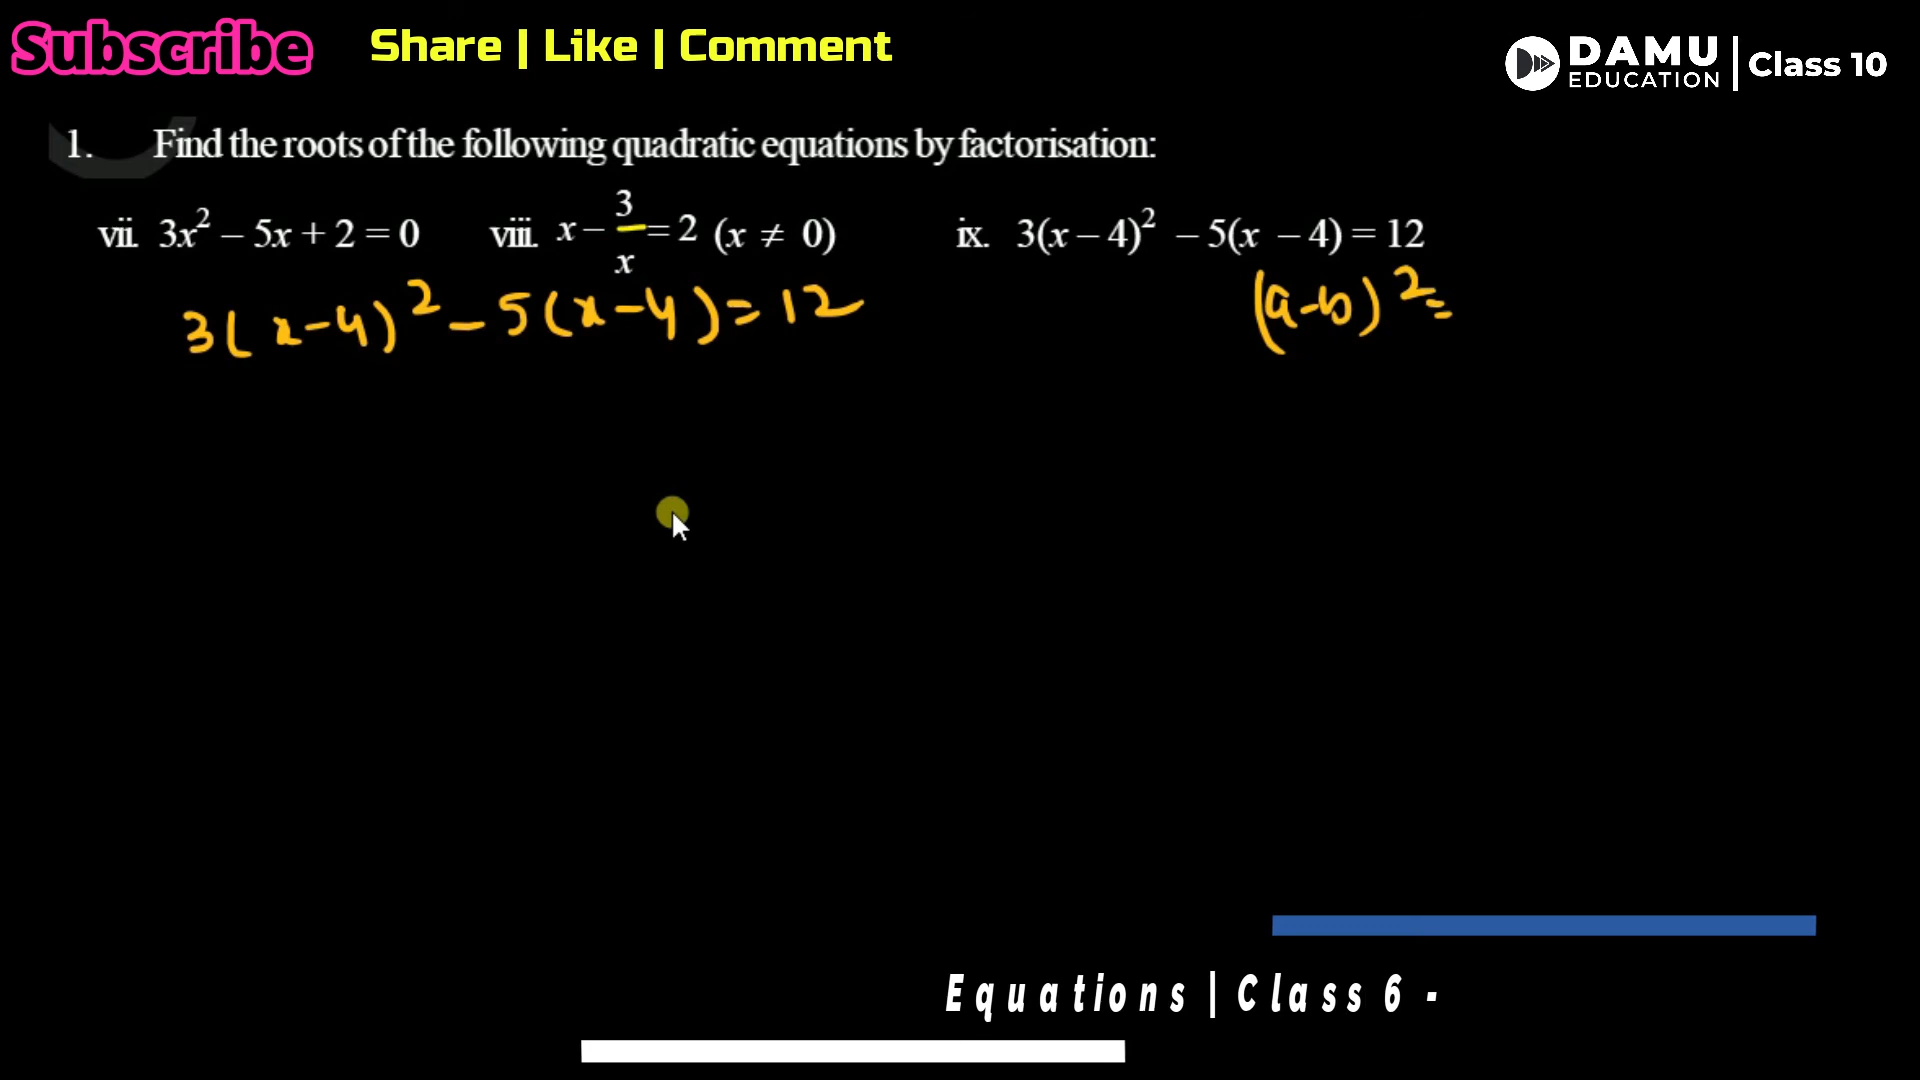 Subscribe Share | Like | Comment
DAMU EDUCATION | Class 10
1. Find the roots of the following quadratic equations by factorisation:
vii. 3x² – 5x + 2 = 0 viii. x – 3/x = 2 (x ≠ 0) ix. 3(x – 4)² – 5(x – 4) = 12
3(x-4)² - 5(x-4) = 12 (a-b)² =
Equations | Class 6 -